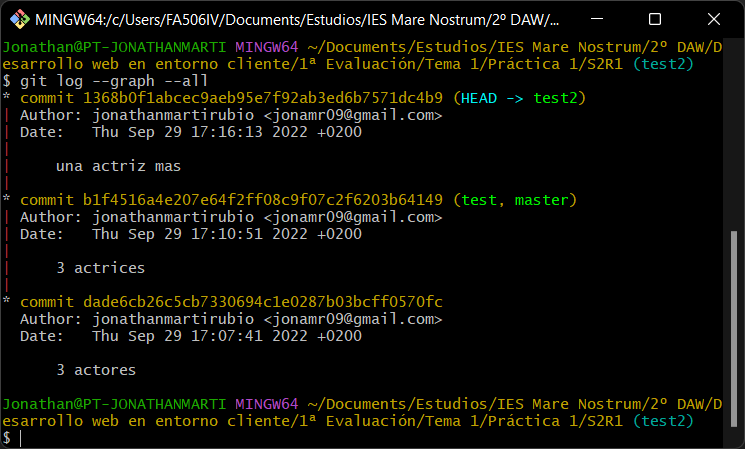 MINGW64:/c/Users/FA506IV/Documents/Estudios/IES Mare Nostrum/2º DAW/...
Jonathan@PT-JONATHANMARTI MINGW64 ~/Documents/Estudios/IES Mare Nostrum/2º DAW/D
esarrollo web en entorno cliente/1ª Evaluación/Tema 1/Práctica 1/S2R1 (test2)
$ git log --graph --all
* commit 1368b0f1abcec9aeb95e7f92ab3ed6b7571dc4b9 (HEAD -> test2)
| Author: jonathanmartirubio <jonamr09@gmail.com>
| Date:   Thu Sep 29 17:16:13 2022 +0200
|
|     una actriz mas
|
* commit b1f4516a4e207e64f2ff08c9f07c2f6203b64149 (test, master)
| Author: jonathanmartirubio <jonamr09@gmail.com>
| Date:   Thu Sep 29 17:10:51 2022 +0200
|
|     3 actrices
|
* commit dade6cb26c5cb7330694c1e0287b03bcff0570fc
  Author: jonathanmartirubio <jonamr09@gmail.com>
  Date:   Thu Sep 29 17:07:41 2022 +0200

      3 actores

Jonathan@PT-JONATHANMARTI MINGW64 ~/Documents/Estudios/IES Mare Nostrum/2º DAW/D
esarrollo web en entorno cliente/1ª Evaluación/Tema 1/Práctica 1/S2R1 (test2)
$